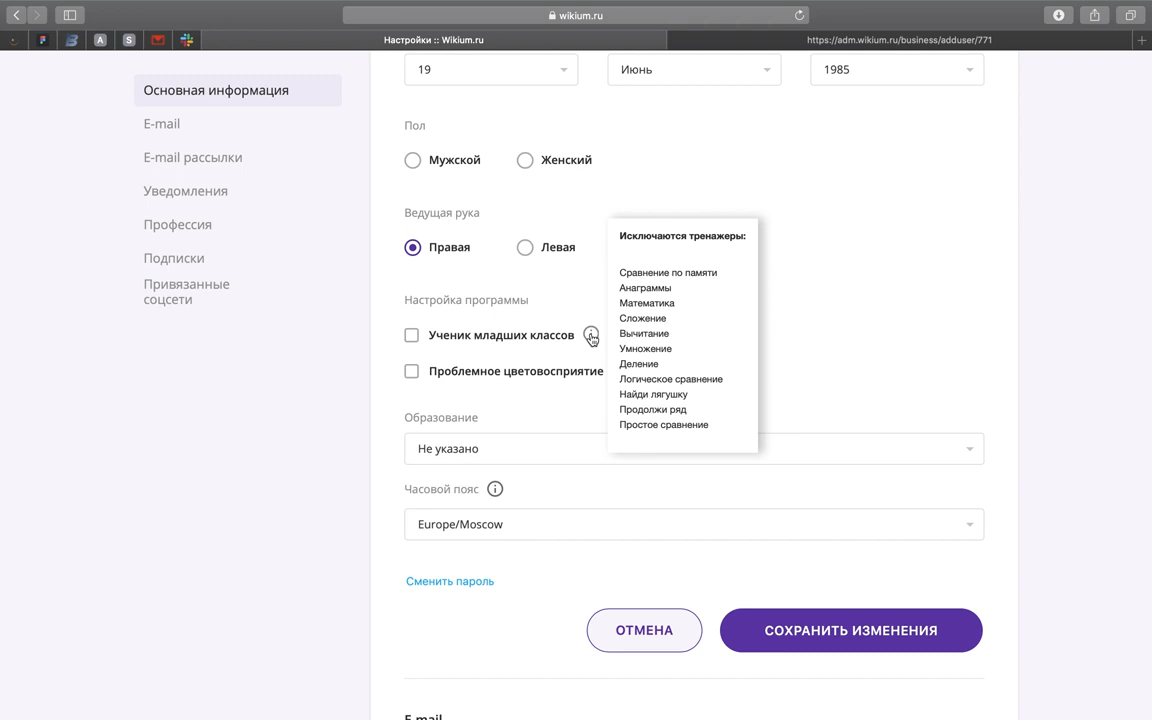 wikium.ru
Настройки :: Wikium.ru
https://adm.wikium.ru/business/adduser/771
Основная информация
E-mail
E-mail рассылки
Уведомления
Профессия
Подписки
Привязанные
соцсети
19
Июнь
1985
Пол
Мужской
Женский
Ведущая рука
Правая
Левая
Настройка программы
Ученик младших классов
Проблемное цветовосприятие
Исключаются тренажеры:
Сравнение по памяти
Анаграммы
Математика
Сложение
Вычитание
Умножение
Деление
Логическое сравнение
Найди лягушку
Продолжи ряд
Простое сравнение
Образование
Не указано
Часовой пояс
Europe/Moscow
Сменить пароль
ОТМЕНА
СОХРАНИТЬ ИЗМЕНЕНИЯ
E-mail